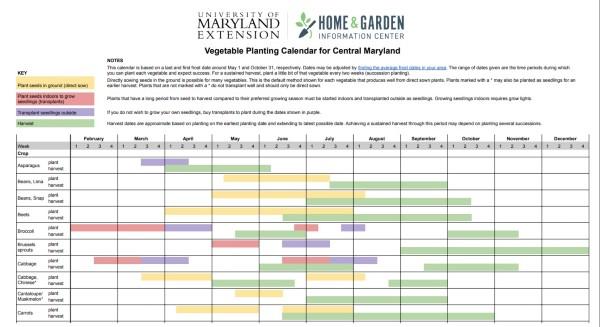 UNIVERSITY OF
MARYLAND
EXTENSION
HOME & GARDEN
INFORMATION CENTER
Vegetable Planting Calendar for Central Maryland
NOTES
This calendar is based on a last and first frost date around May 1 and October 31, respectively. Dates may be adjusted by finding the average frost dates in your area. The range of dates given are the time periods during which
you can plant each vegetable and expect success. For a sustained harvest, plant a little bit of that vegetable every two weeks (succession planting).
KEY
Plant seeds in ground (direct sow)
Directly sowing seeds in the ground is possible for many vegetables. This is the default method shown for each vegetable that produces well from direct sown plants. Plants marked with a * may also be planted as seedlings for an
earlier harvest. Plants that are not marked with a * do not transplant well and should only be direct sown.
Plant seeds indoors to grow
seedlings (transplants)
Plants that have a long period from seed to harvest compared to their preferred growing season must be started indoors and transplanted outside as seedlings. Growing seedlings indoors requires grow lights.
Transplant seedlings outside
If you do not wish to grow your own seedlings, buy transplants to plant during the dates shown in purple.
Harvest
Harvest dates are approximate based on planting on the earliest planting date and extending to latest possible date. Achieving a sustained harvest through this period may depend on planting several successions.
February March April May June July August September October November December
Week 1 2 3 4 1 2 3 4 1 2 3 4 1 2 3 4 1 2 3 4 1 2 3 4 1 2 3 4 1 2 3 4 1 2 3 4 1 2 3 4 1 2 3 4
Crop
Asparagus plant
harvest
Beans, Lima plant
harvest
Beans, Snap plant
harvest
Beets plant
harvest
Broccoli plant
harvest
Brussels sprouts plant
harvest
Cabbage plant
harvest
Cabbage, Chinese* plant
harvest
Cantaloupe/ Muskmelon* plant
harvest
Carrots plant
harvest